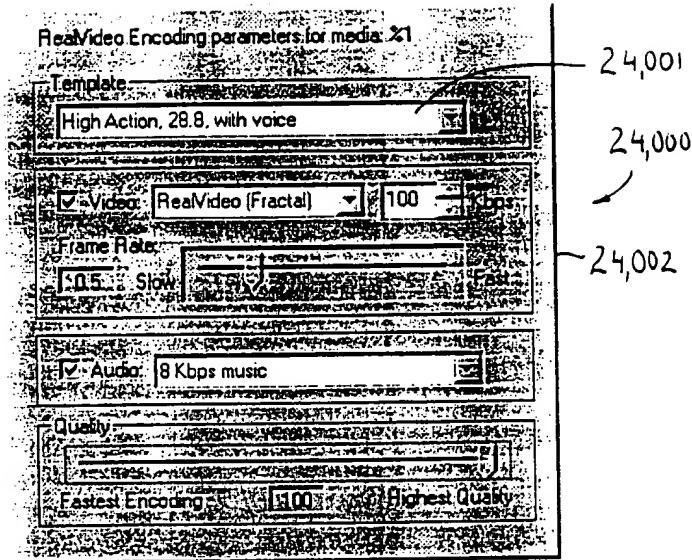 RealVideo Encoding parameters for media: %1
Template
High Action, 28.8, with voice
24,001
24,000
Video: RealVideo (Fractal) 100 Kbps
Frame Rate:
0.5 Slow Fast
24,002
Audio: 8 Kbps music
Quality
Fastest Encoding 100 Highest Quality